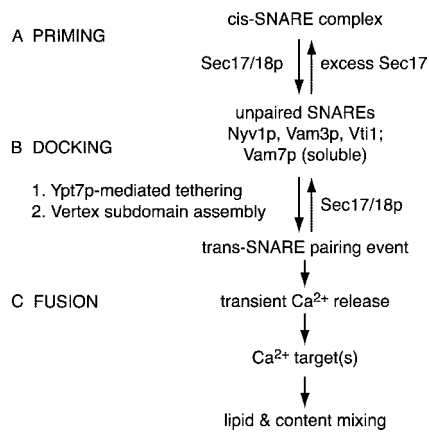 cis-SNARE complex
A PRIMING
Sec17/18p
excess Sec17
unpaired SNAREs
Nyv1p, Vam3p, Vti1;
Vam7p (soluble)
B DOCKING
1. Ypt7p-mediated tethering
2. Vertex subdomain assembly
Sec17/18p
trans-SNARE pairing event
C FUSION
transient Ca²⁺ release
Ca²⁺ target(s)
lipid & content mixing